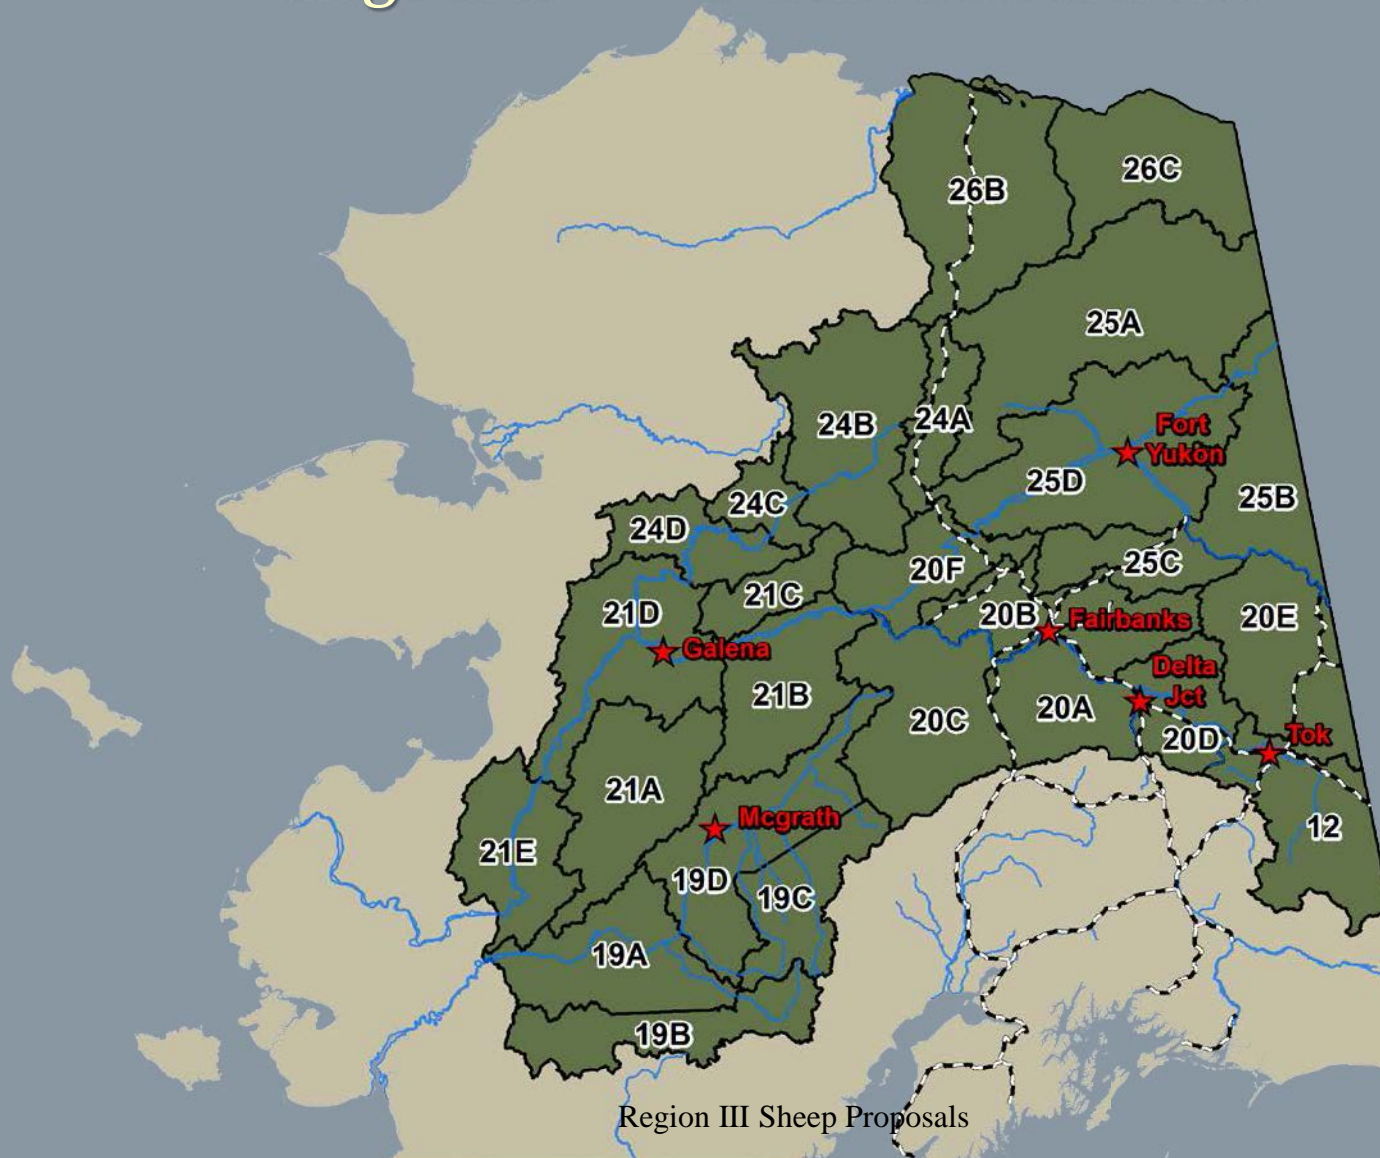 26B
26C
25A
24B
24A
Fort
Yukon
25D
25B
24C
24D
25C
20F
21C
21D
20B
Fairbanks
20E
Galena
Delta
Jct
21B
20C
20A
20D
Tok
21A
Mcgrath
12
21E
19D
19C
19A
19B
Region III Sheep Proposals